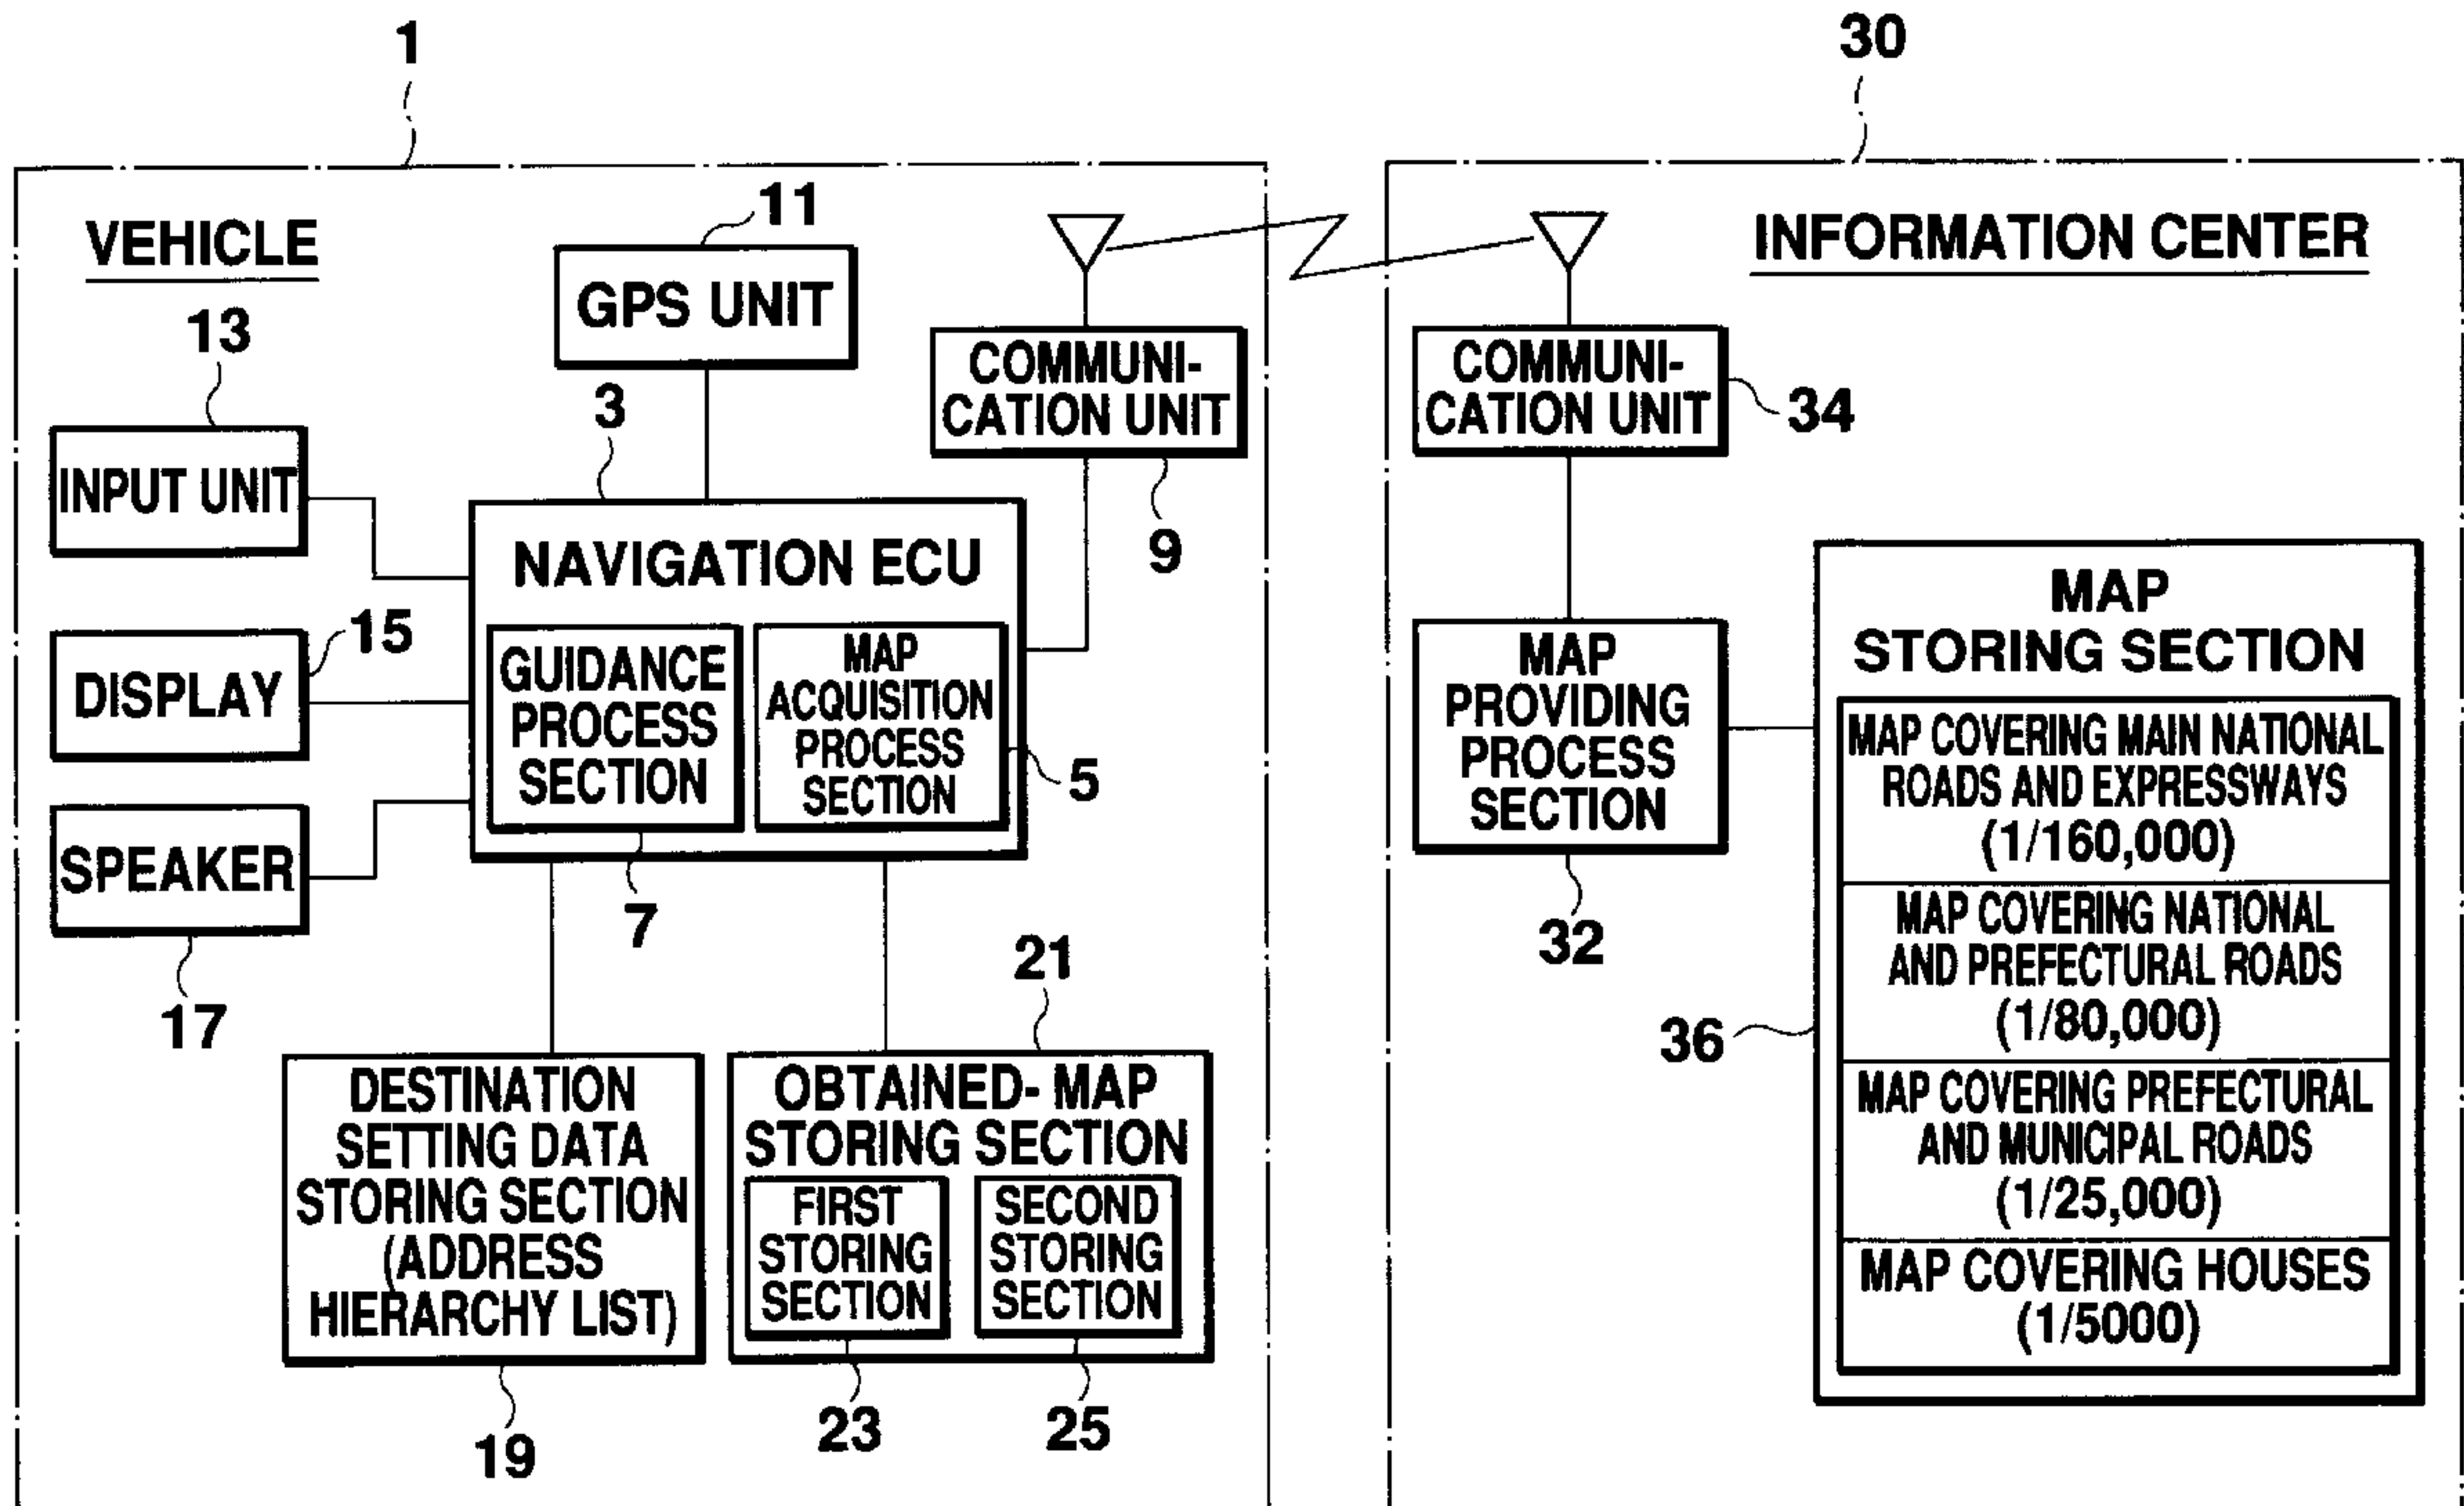 1
30
VEHICLE
11
GPS UNIT
INFORMATION CENTER
13
INPUT UNIT
3
COMMUNI-
CATION UNIT
9
COMMUNI-
CATION UNIT
34
NAVIGATION ECU
GUIDANCE
PROCESS
SECTION
7
MAP
ACQUISITION
PROCESS
SECTION
5
15
DISPLAY
SPEAKER
17
DESTINATION
SETTING DATA
STORING SECTION
(ADDRESS
HIERARCHY LIST)
19
21
OBTAINED- MAP
STORING SECTION
FIRST
STORING
SECTION
23
SECOND
STORING
SECTION
25
MAP
PROVIDING
PROCESS
SECTION
32
MAP
STORING SECTION
MAP COVERING MAIN NATIONAL
ROADS AND EXPRESSWAYS
(1/160,000)
MAP COVERING NATIONAL
AND PREFECTURAL ROADS
(1/80,000)
36
MAP COVERING PREFECTURAL
AND MUNICIPAL ROADS
(1/25,000)
MAP COVERING HOUSES
(1/5000)